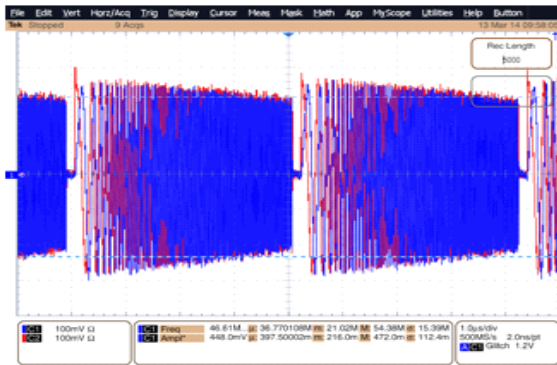 File Edit Vert Horz/Acq Trig Display Cursor Meas Mask Math App MyScope Utilities Help Button
Tek Stopped 9 Acqs 13 Mar 14 09:58:0
Rec Length
5000
C1 100mV Ω
C2 100mV Ω
C1 Freq 46.61M... μ: 36.770108M m: 21.02M M: 54.38M σ: 15.39M
C1 Ampl* 448.0mV μ: 397.50002m m: 216.0m M: 472.0m σ: 112.4m
1.0μs/div
500MS/s 2.0ns/pt
A C1 Glitch 1.2V